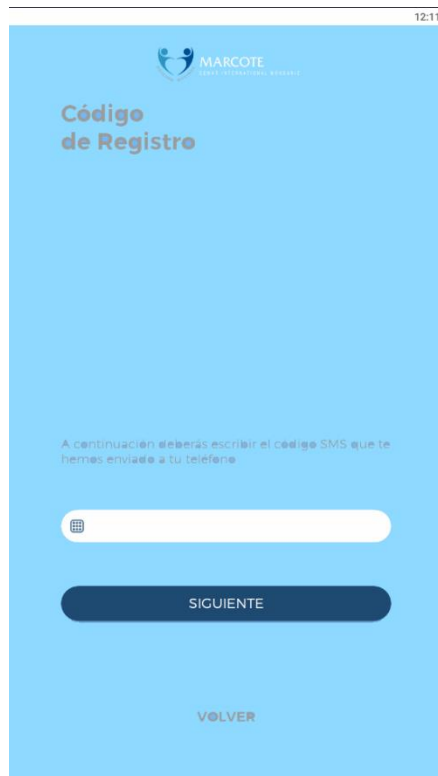 12:11
MARCOTE
Código
de Registro
A continuación deberás escribir el codigo SMS que te
hemos enviado a tu teléfono
SIGUIENTE
VOLVER